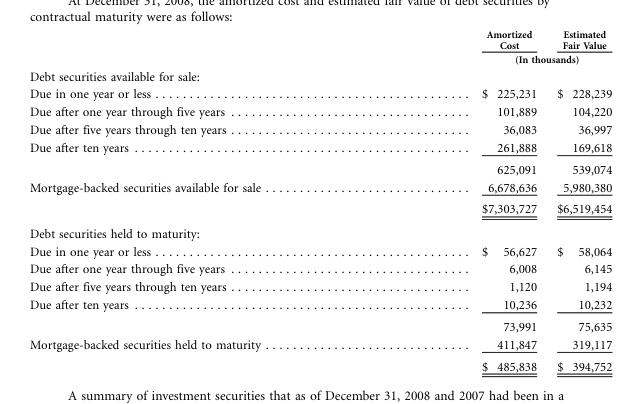 At December 31, 2008, the amortized cost and estimated fair value of debt securities by
contractual maturity were as follows:
Amortized Cost Estimated Fair Value
(In thousands)
Debt securities available for sale:
Due in one year or less . . . . . . . . . . . . . . . . . . . . $ 225,231 $ 228,239
Due after one year through five years . . . . . . . . . . . . . . . . . . . . 101,889 104,220
Due after five years through ten years . . . . . . . . . . . . . . . . . . . . 36,083 36,997
Due after ten years . . . . . . . . . . . . . . . . . . . . 261,888 169,618
625,091 539,074
Mortgage-backed securities available for sale . . . . . . . . . . . . . . . . . . . . 6,678,636 5,980,380
$7,303,727 $6,519,454
Debt securities held to maturity:
Due in one year or less . . . . . . . . . . . . . . . . . . . . $ 56,627 $ 58,064
Due after one year through five years . . . . . . . . . . . . . . . . . . . . 6,008 6,145
Due after five years through ten years . . . . . . . . . . . . . . . . . . . . 1,120 1,194
Due after ten years . . . . . . . . . . . . . . . . . . . . 10,236 10,232
73,991 75,635
Mortgage-backed securities held to maturity . . . . . . . . . . . . . . . . . . . . 411,847 319,117
$ 485,838 $ 394,752
A summary of investment securities that as of December 31, 2008 and 2007 had been in a